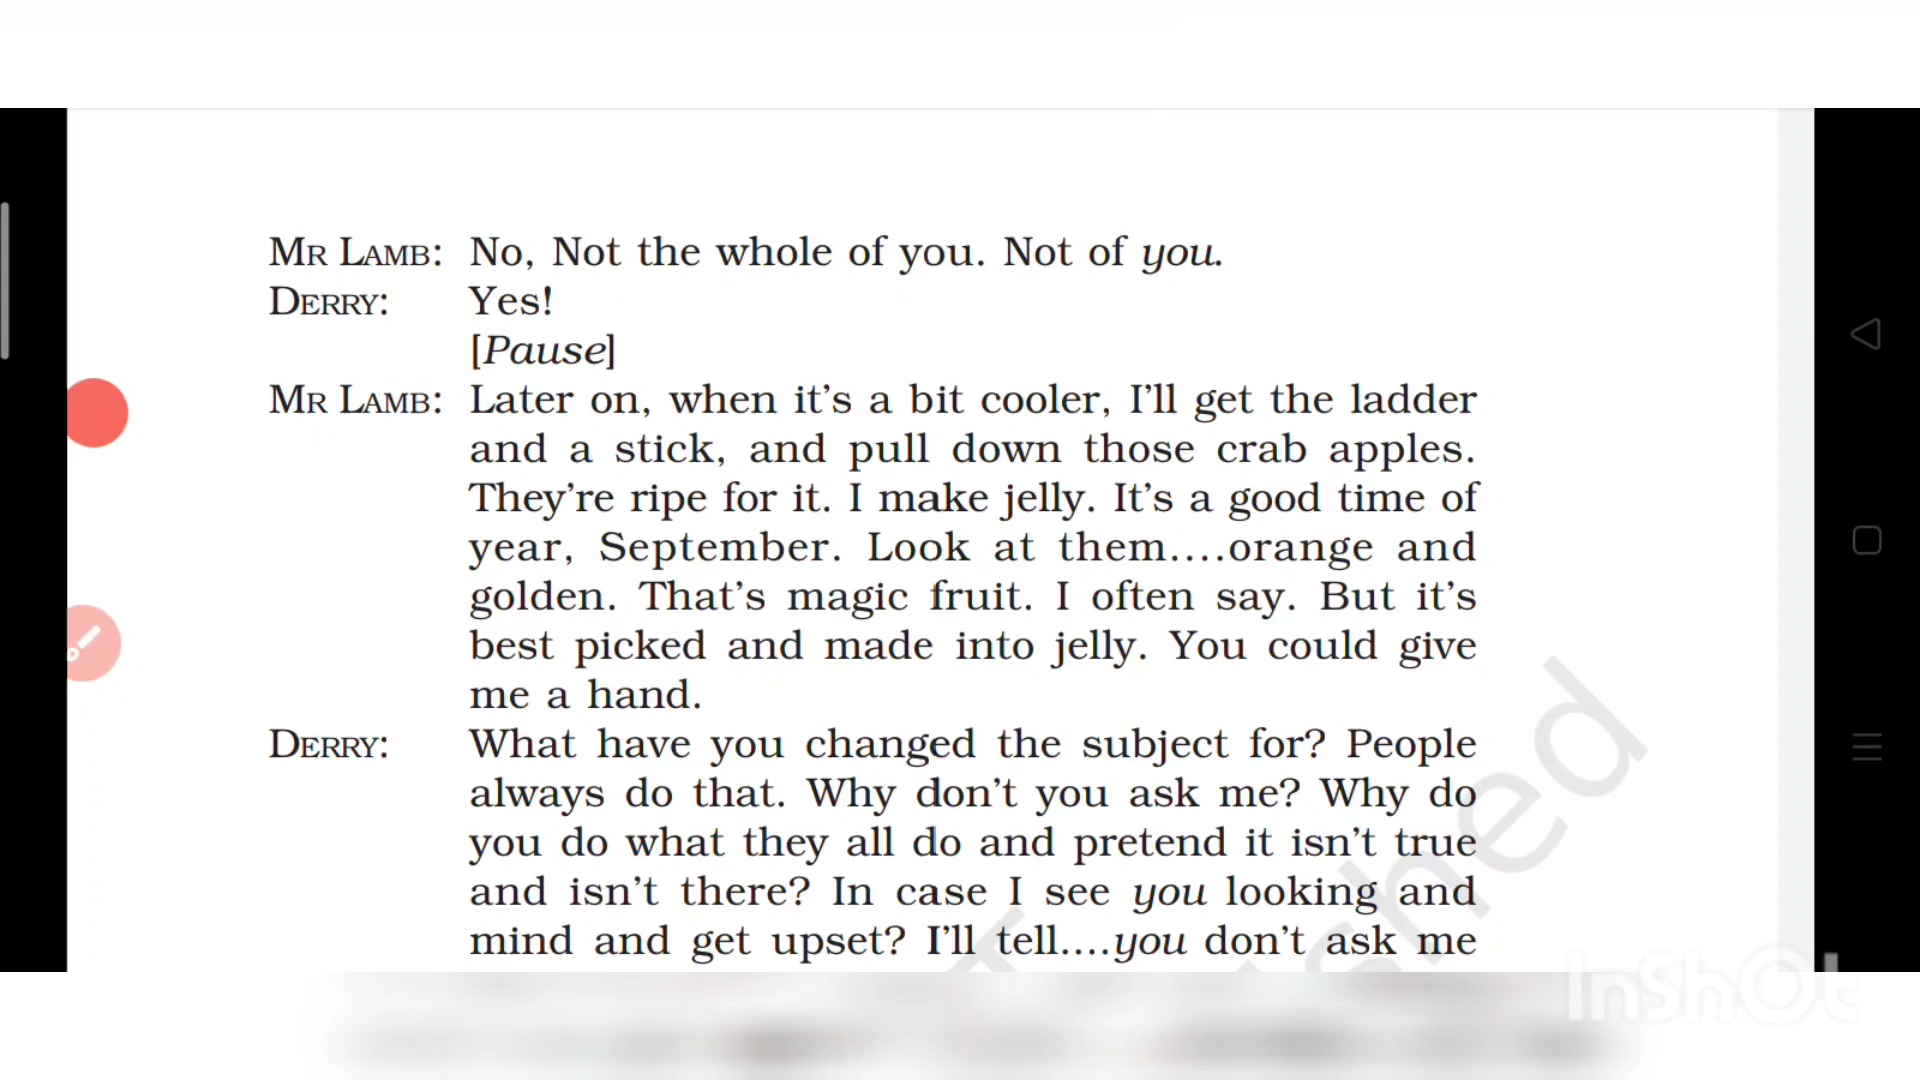 MR LAMB: No, Not the whole of you. Not of you.
DERRY: Yes!
[Pause]
MR LAMB: Later on, when it's a bit cooler, I'll get the ladder
and a stick, and pull down those crab apples.
They're ripe for it. I make jelly. It's a good time of
year, September. Look at them....orange and
golden. That's magic fruit. I often say. But it's
best picked and made into jelly. You could give
me a hand.
DERRY: What have you changed the subject for? People
always do that. Why don't you ask me? Why do
you do what they all do and pretend it isn't true
and isn't there? In case I see you looking and
mind and get upset? I'll tell....you don't ask me
shed
InShOt